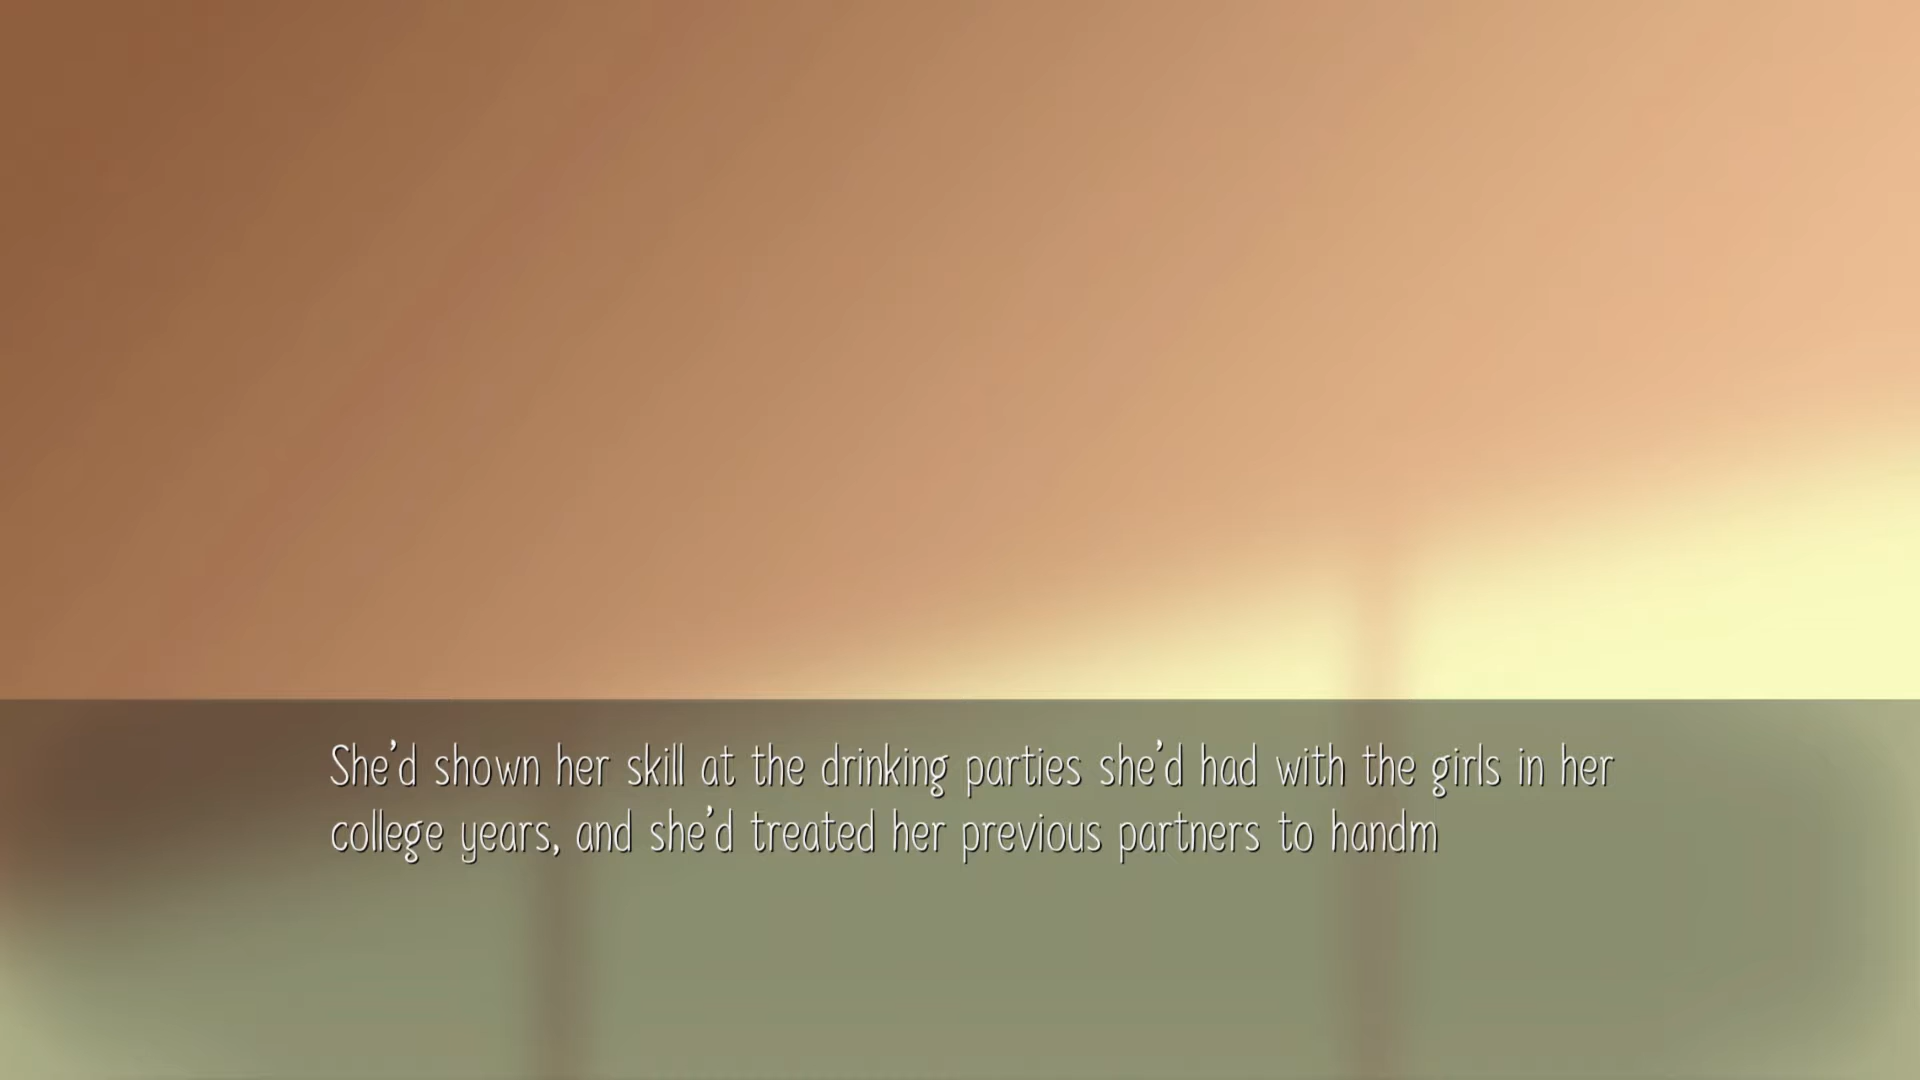 She'd shown her skill at the drinking parties she'd had with the girls in her
college years, and she'd treated her previous partners to handm